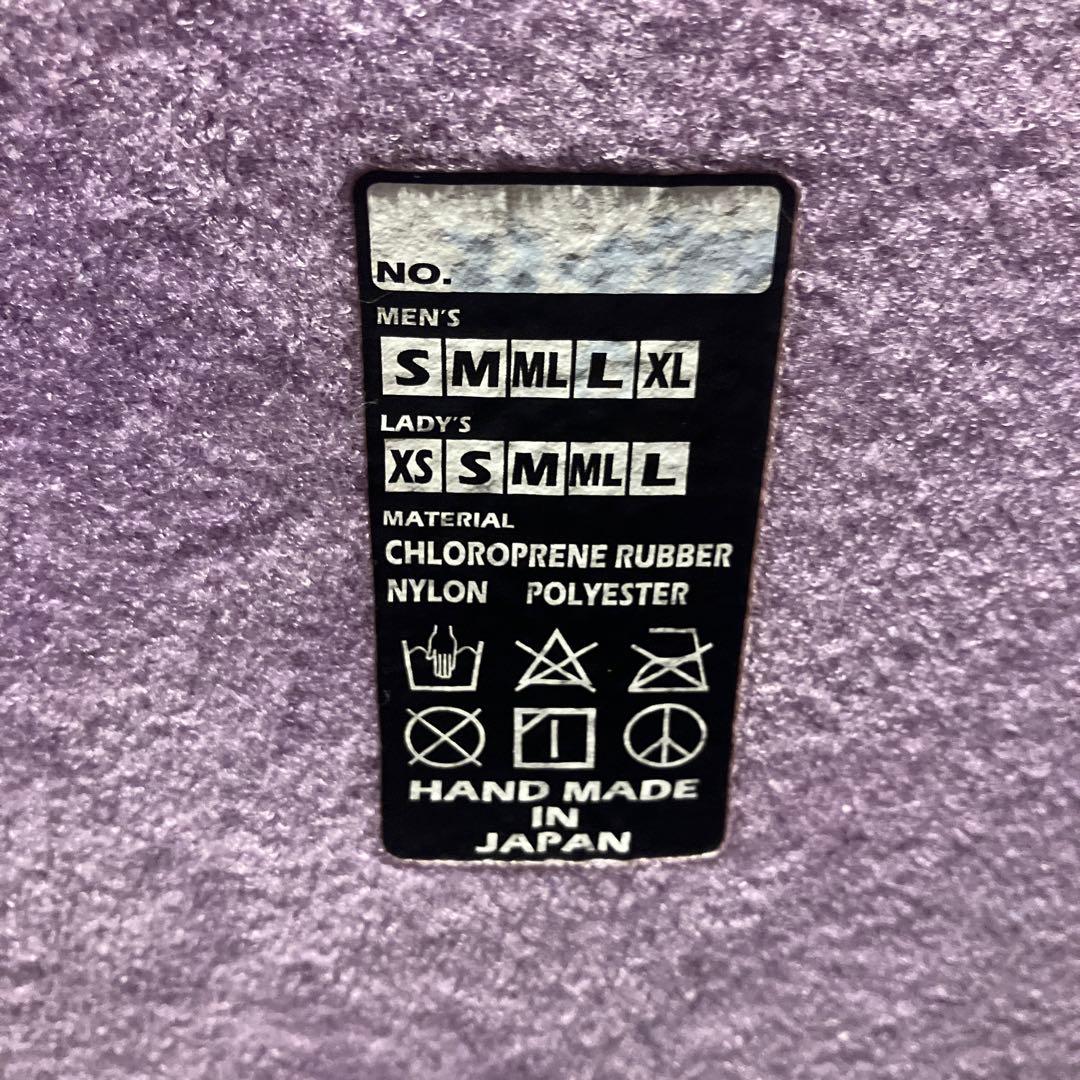 NO.
MEN'S
S M ML L XL
LADY'S
XS S M ML L
MATERIAL
CHLOROPRENE RUBBER
NYLON POLYESTER
HAND MADE
IN
JAPAN